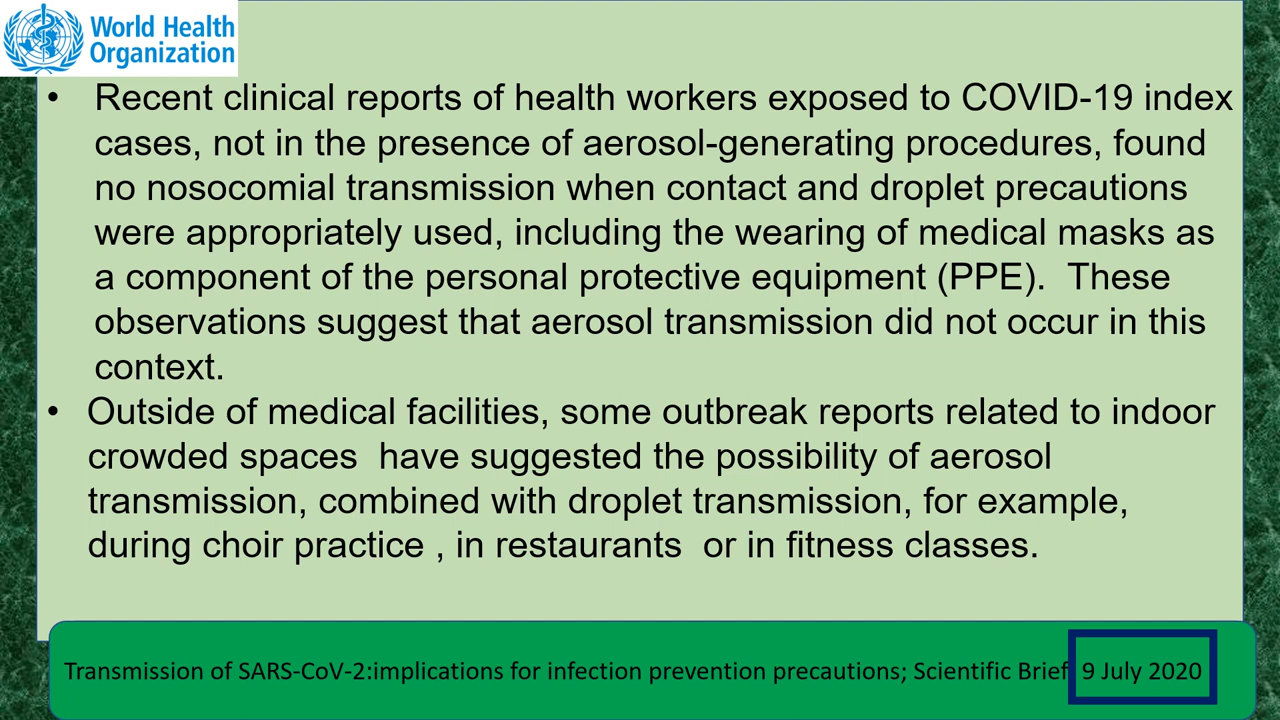 World Health
Organization
• Recent clinical reports of health workers exposed to COVID-19 index
cases, not in the presence of aerosol-generating procedures, found
no nosocomial transmission when contact and droplet precautions
were appropriately used, including the wearing of medical masks as
a component of the personal protective equipment (PPE).  These
observations suggest that aerosol transmission did not occur in this
context.
• Outside of medical facilities, some outbreak reports related to indoor
crowded spaces  have suggested the possibility of aerosol
transmission, combined with droplet transmission, for example,
during choir practice , in restaurants  or in fitness classes.
Transmission of SARS-CoV-2:implications for infection prevention precautions; Scientific Brief 9 July 2020